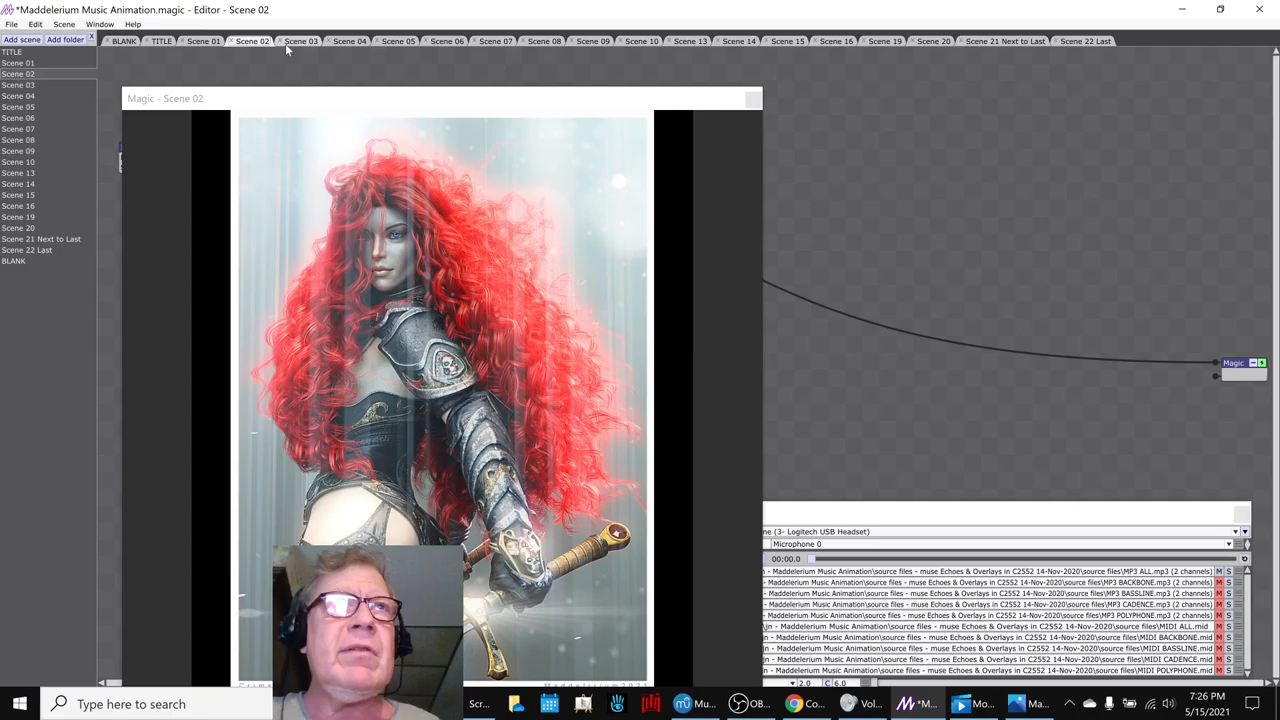 *Maddelerium Music Animation.magic - Editor - Scene 02
File Edit Scene Window Help
Add scene Add folder x
BLANK TITLE Scene 01 Scene 02 Scene 03 Scene 04 Scene 05 Scene 06 Scene 07 Scene 08 Scene 09 Scene 10 Scene 13 Scene 14 Scene 15 Scene 16 Scene 19 Scene 20 Scene 21 Next to Last Scene 22 Last
TITLE
Scene 01
Scene 02
Scene 03
Scene 04
Scene 05
Scene 06
Scene 07
Scene 08
Scene 09
Scene 10
Scene 13
Scene 14
Scene 15
Scene 16
Scene 19
Scene 20
Scene 21 Next to Last
Scene 22 Last
BLANK
Magic - Scene 02
Magic
ne (3- Logitech USB Headset)
Microphone 0
00:00.0
n - Maddelerium Music Animation\source files - muse Echoes & Overlays in C2552 14-Nov-2020\source files\MP3 ALL.mp3 (2 channels) M S
n - Maddelerium Music Animation\source files - muse Echoes & Overlays in C2552 14-Nov-2020\source files\MP3 BACKBONE.mp3 (2 channels) M S
n - Maddelerium Music Animation\source files - muse Echoes & Overlays in C2552 14-Nov-2020\source files\MP3 BASSLINE.mp3 (2 channels) M S
n - Maddelerium Music Animation\source files - muse Echoes & Overlays in C2552 14-Nov-2020\source files\MP3 CADENCE.mp3 (2 channels) M S
n - Maddelerium Music Animation\source files - muse Echoes & Overlays in C2552 14-Nov-2020\source files\MP3 POLYPHONE.mp3 (2 channels) M S
\jn - Maddelerium Music Animation\source files - muse Echoes & Overlays in C2552 14-Nov-2020\source files\MIDI ALL.mid M S
\jn - Maddelerium Music Animation\source files - muse Echoes & Overlays in C2552 14-Nov-2020\source files\MIDI BACKBONE.mid M S
\jn - Maddelerium Music Animation\source files - muse Echoes & Overlays in C2552 14-Nov-2020\source files\MIDI BASSLINE.mid M S
\jn - Maddelerium Music Animation\source files - muse Echoes & Overlays in C2552 14-Nov-2020\source files\MIDI CADENCE.mid M S
\jn - Maddelerium Music Animation\source files - muse Echoes & Overlays in C2552 14-Nov-2020\source files\MIDI POLYPHONE.mid M S
2.0 C 6.0
Type here to search
Scr... Mu... OB... Co... Vol... *M... Mo... Ma...
7:26 PM
5/15/2021